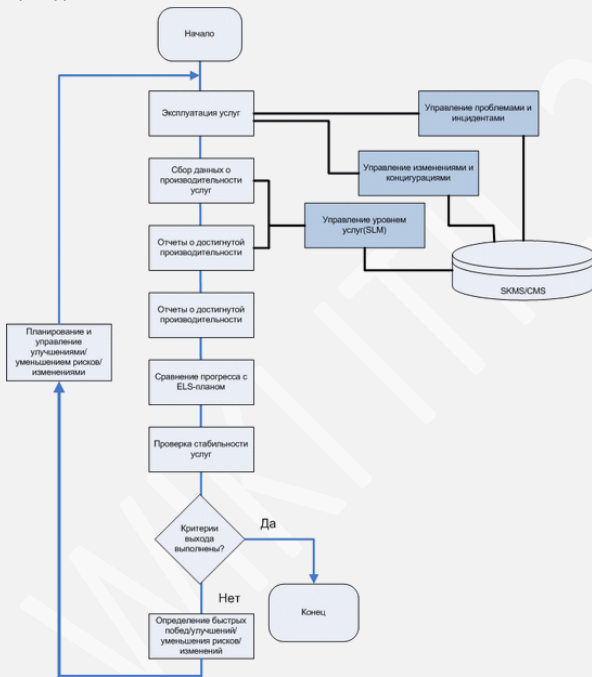 Начало
Эксплуатация услуг
Управление проблемами и
инцидентами
Сбор данных о
производительности
услуг
Управление изменениями и
концигурациями
Управление уровнем
услуг(SLM)
Отчеты о достигнутой
производительности
SKMS/CMS
Отчеты о достигнутой
производительности
Планирование и
управление
улучшениями/
уменьшением рисков/
изменениями
Сравнение прогресса с
ELS-планом
Проверка стабильности
услуг
Критерии
выхода
выполнены?
Да
Нет
Конец
Определение быстрых
побед/улучшений/
уменьшения рисков/
изменений